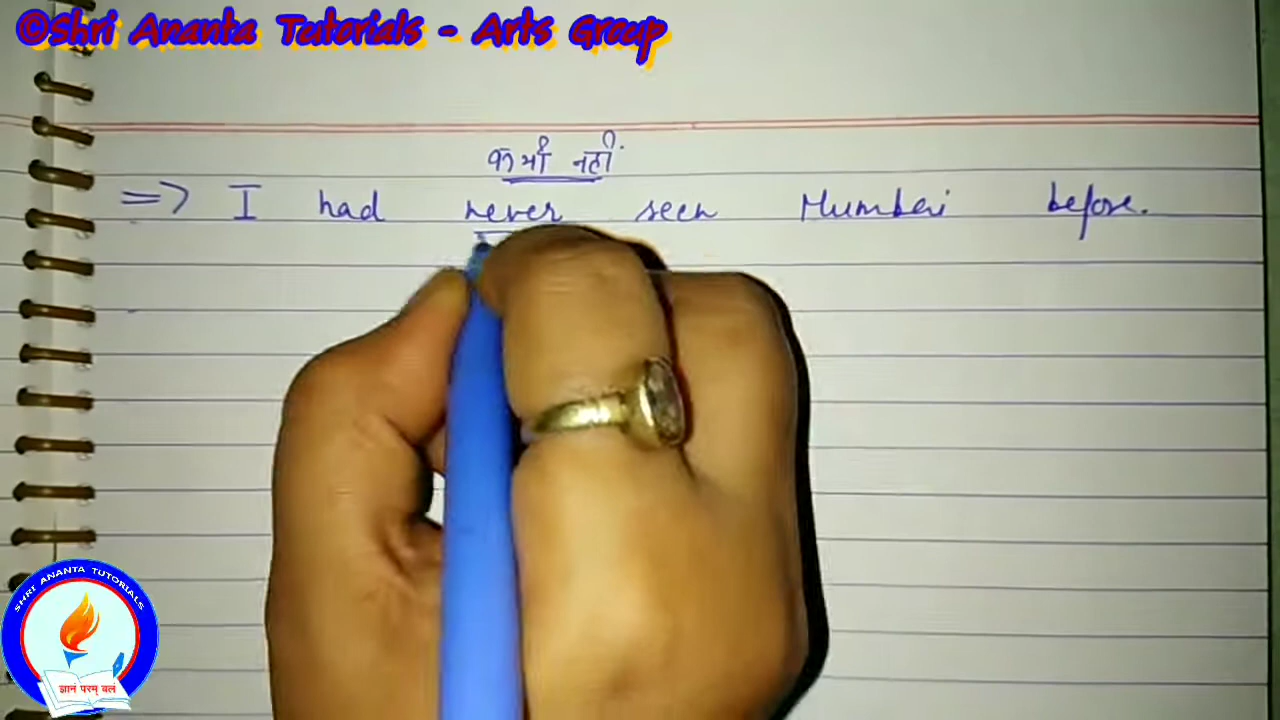 ©Shri Ananta Tutorials - Arts Group
कभी नहीं
=> I had never seen Mumbai before.
SHRI ANANTA TUTORIALS
ज्ञानं परमं बलं